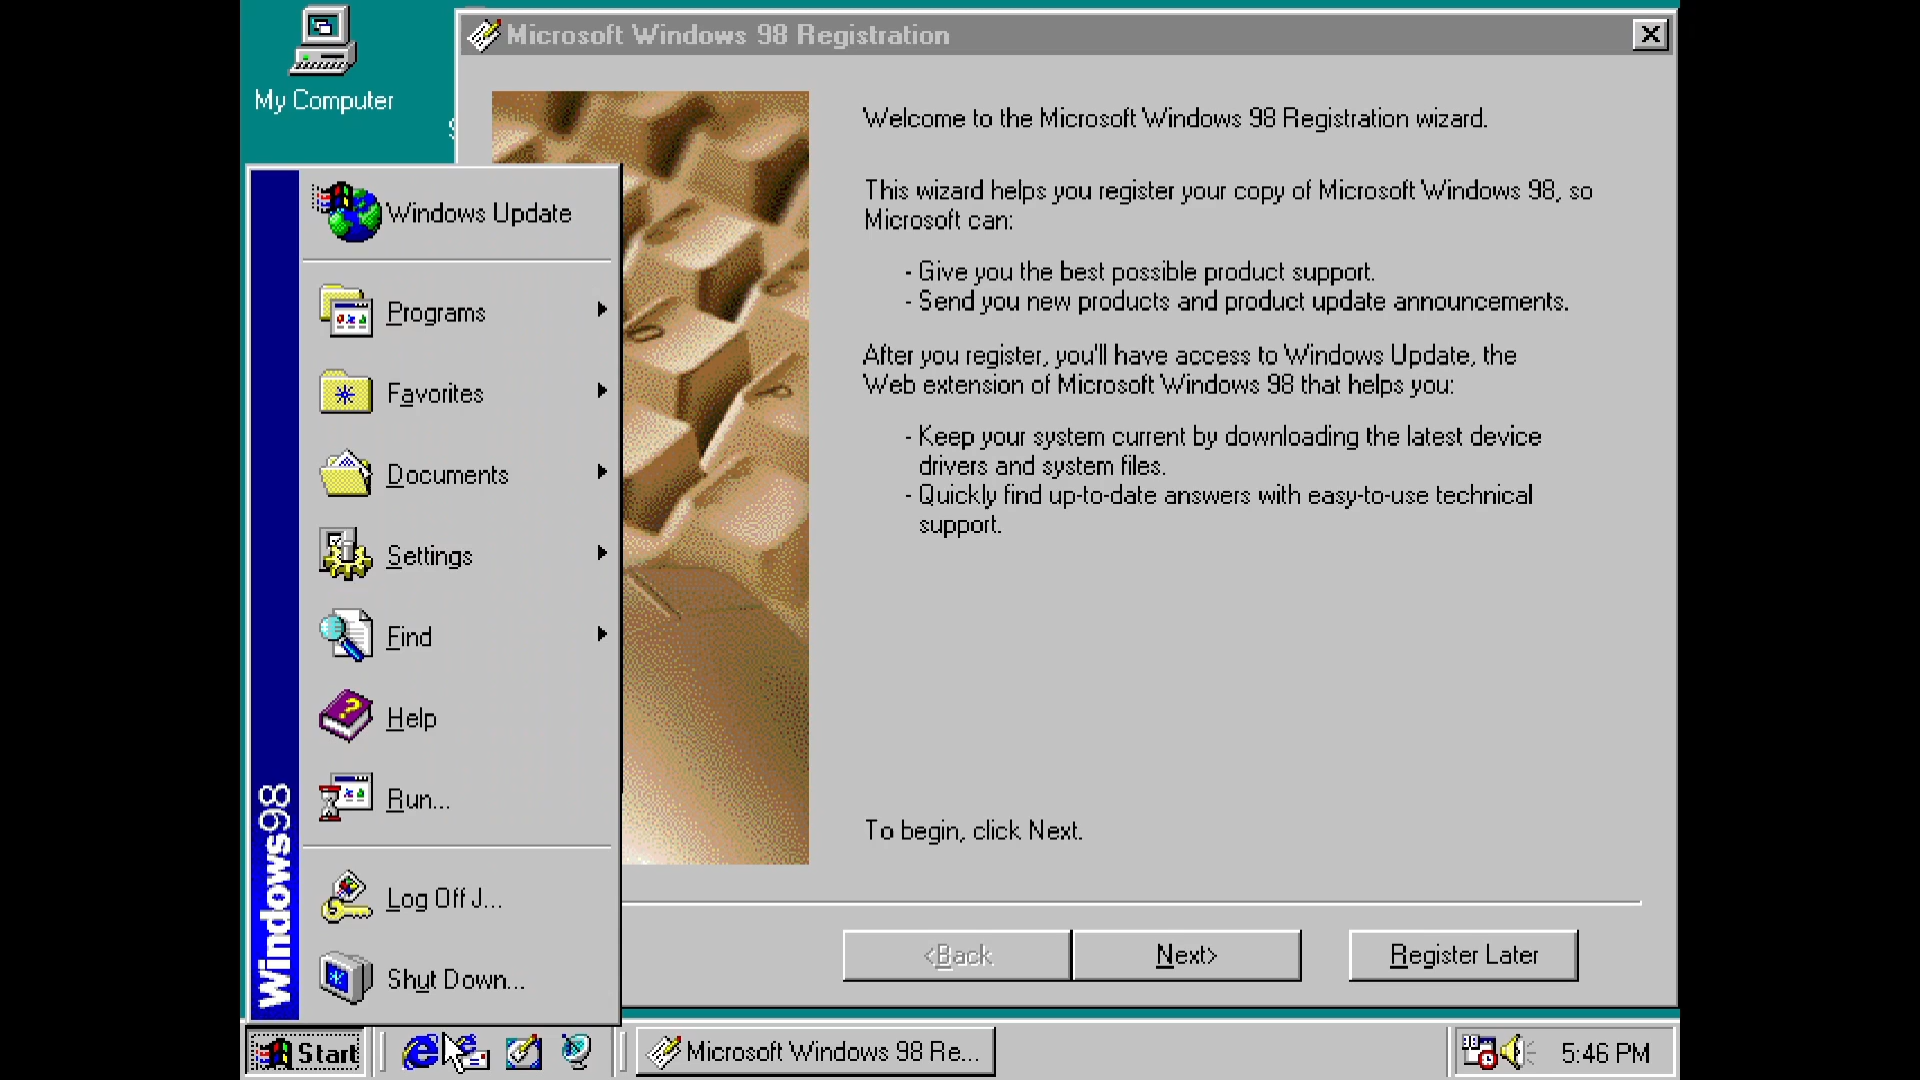 My Computer
Microsoft Windows 98 Registration
Welcome to the Microsoft Windows 98 Registration wizard.
This wizard helps you register your copy of Microsoft Windows 98, so
Microsoft can:
- Give you the best possible product support.
- Send you new products and product update announcements.
After you register, you'll have access to Windows Update, the
Web extension of Microsoft Windows 98 that helps you:
- Keep your system current by downloading the latest device
drivers and system files.
- Quickly find up-to-date answers with easy-to-use technical
support.
To begin, click Next.
<Back
Next>
Register Later
Windows Update
Programs
Favorites
Documents
Settings
Find
Help
Run...
Log Off J...
Shut Down...
Windows98
Start
Microsoft Windows 98 Re...
5:46 PM